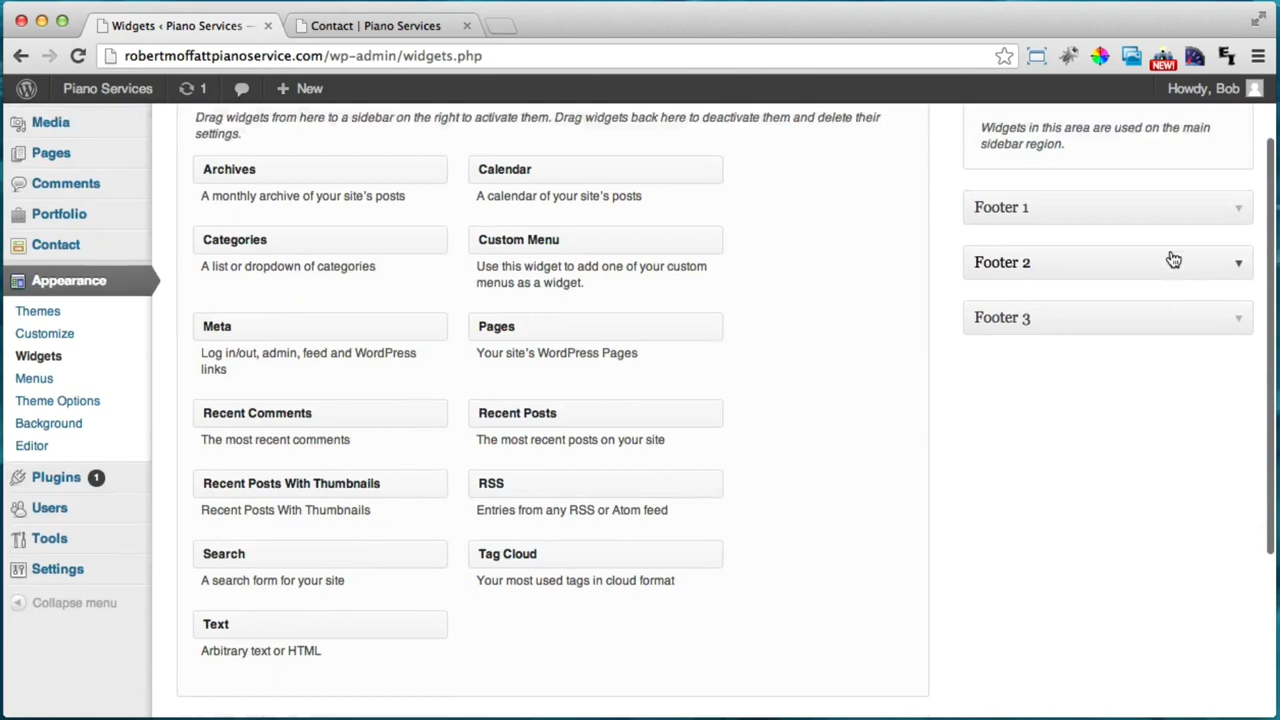 Widgets ‹ Piano Services —
Contact | Piano Services
robertmoffattpianoservice.com/wp-admin/widgets.php
NEW!
Piano Services
1
New
Howdy, Bob
Media
Pages
Comments
Portfolio
Contact
Appearance
Themes
Customize
Widgets
Menus
Theme Options
Background
Editor
Plugins 1
Users
Tools
Settings
Collapse menu
Drag widgets from here to a sidebar on the right to activate them. Drag widgets back here to deactivate them and delete their
settings.
Archives
A monthly archive of your site's posts
Calendar
A calendar of your site's posts
Categories
A list or dropdown of categories
Custom Menu
Use this widget to add one of your custom
menus as a widget.
Meta
Log in/out, admin, feed and WordPress
links
Pages
Your site's WordPress Pages
Recent Comments
The most recent comments
Recent Posts
The most recent posts on your site
Recent Posts With Thumbnails
Recent Posts With Thumbnails
RSS
Entries from any RSS or Atom feed
Search
A search form for your site
Tag Cloud
Your most used tags in cloud format
Text
Arbitrary text or HTML
Widgets in this area are used on the main
sidebar region.
Footer 1
Footer 2
Footer 3